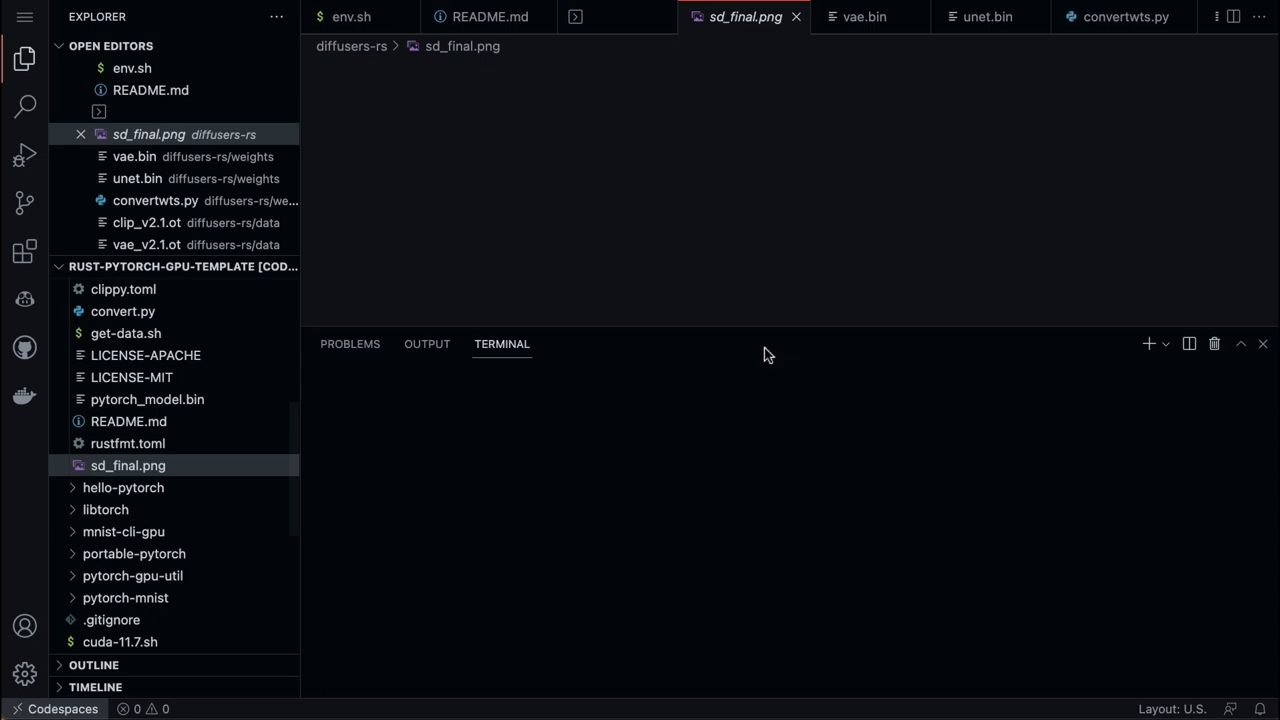 EXPLORER
OPEN EDITORS
env.sh
README.md
sd_final.png diffusers-rs
vae.bin diffusers-rs/weights
unet.bin diffusers-rs/weights
convertwts.py diffusers-rs/we...
clip_v2.1.ot diffusers-rs/data
vae_v2.1.ot diffusers-rs/data
RUST-PYTORCH-GPU-TEMPLATE [COD...
clippy.toml
convert.py
get-data.sh
LICENSE-APACHE
LICENSE-MIT
pytorch_model.bin
README.md
rustfmt.toml
sd_final.png
hello-pytorch
libtorch
mnist-cli-gpu
portable-pytorch
pytorch-gpu-util
pytorch-mnist
.gitignore
cuda-11.7.sh
OUTLINE
TIMELINE
env.sh README.md sd_final.png vae.bin unet.bin convertwts.py
diffusers-rs > sd_final.png
PROBLEMS OUTPUT TERMINAL
Codespaces 0 0 Layout: U.S.